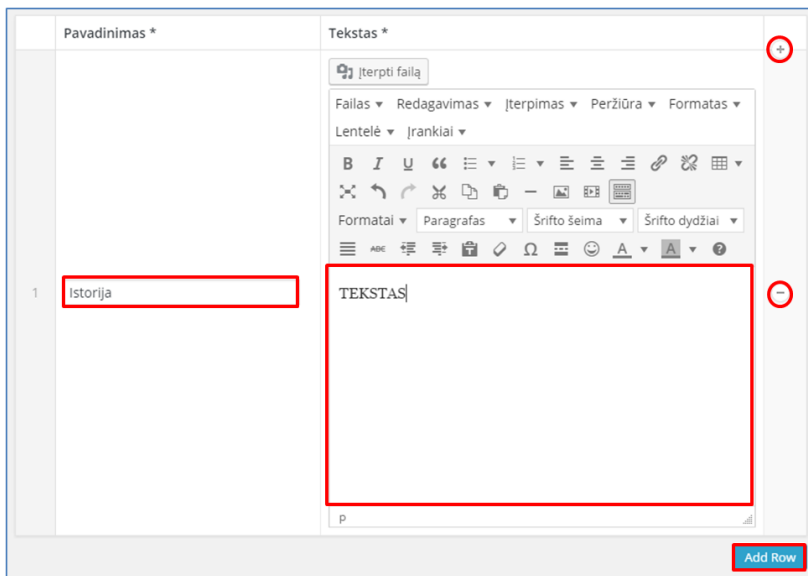 Pavadinimas *
Tekstas *
Įterpti failą
Failas Redagavimas Įterpimas Peržiūra Formatas
Lentelė Įrankiai
B I U
Formatai Paragrafas Šrifto šeima Šrifto dydžiai
ABC T Ω A A ?
1 Istorija TEKSTAS
p
Add Row